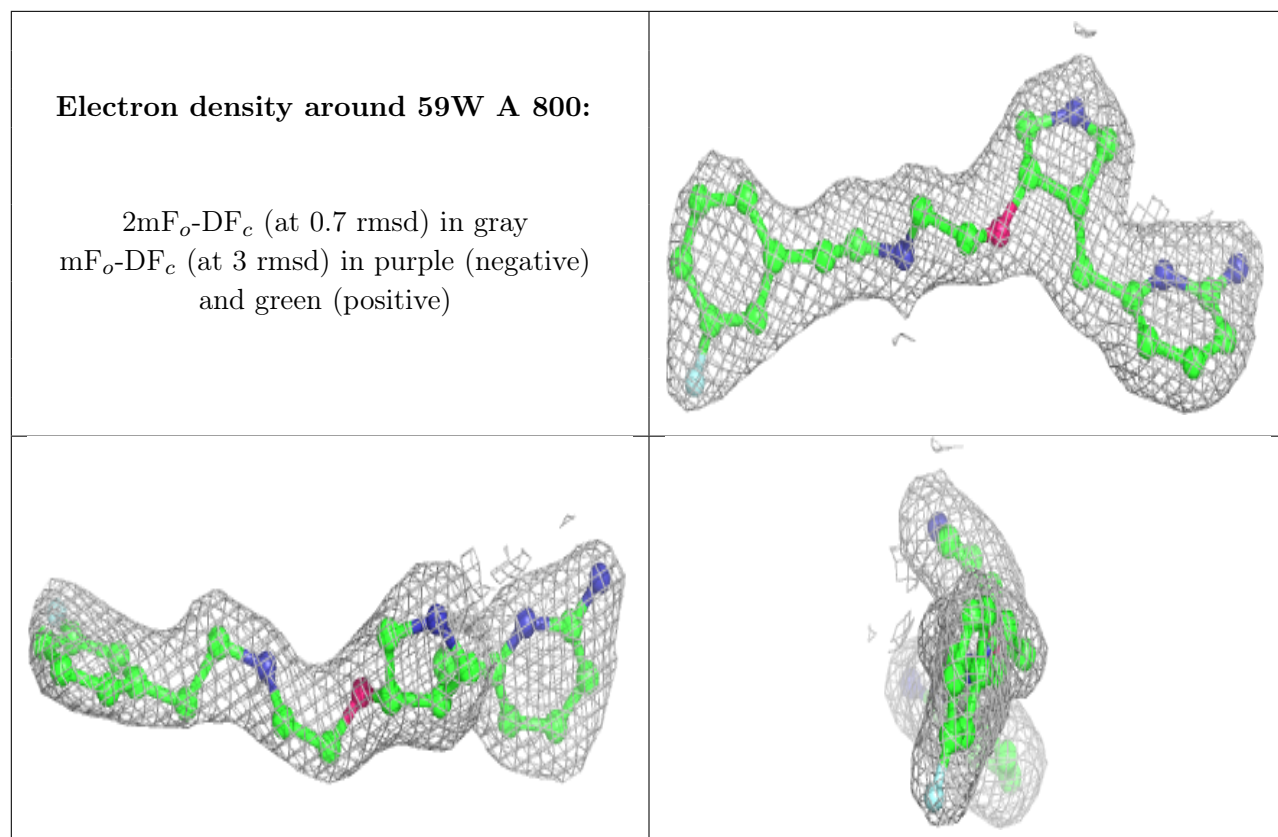 Electron density around 59W A 800:
2mFo-DFc (at 0.7 rmsd) in gray
mFo-DFc (at 3 rmsd) in purple (negative)
and green (positive)